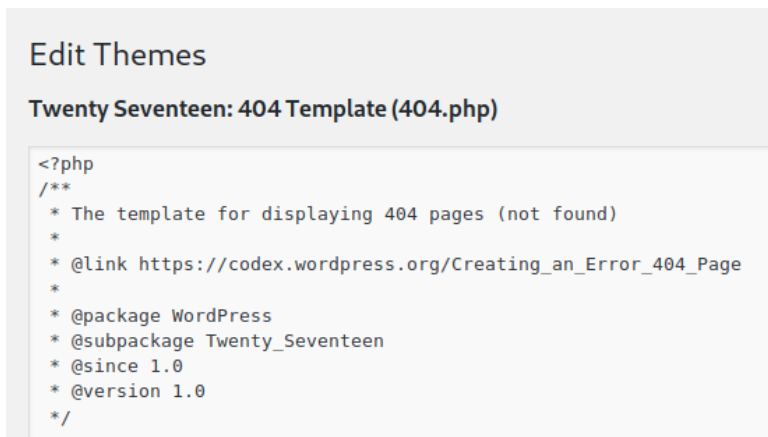 Edit Themes
Twenty Seventeen: 404 Template (404.php)
<?php
/**
 * The template for displaying 404 pages (not found)
 *
 * @link https://codex.wordpress.org/Creating_an_Error_404_Page
 *
 * @package WordPress
 * @subpackage Twenty_Seventeen
 * @since 1.0
 * @version 1.0
 */